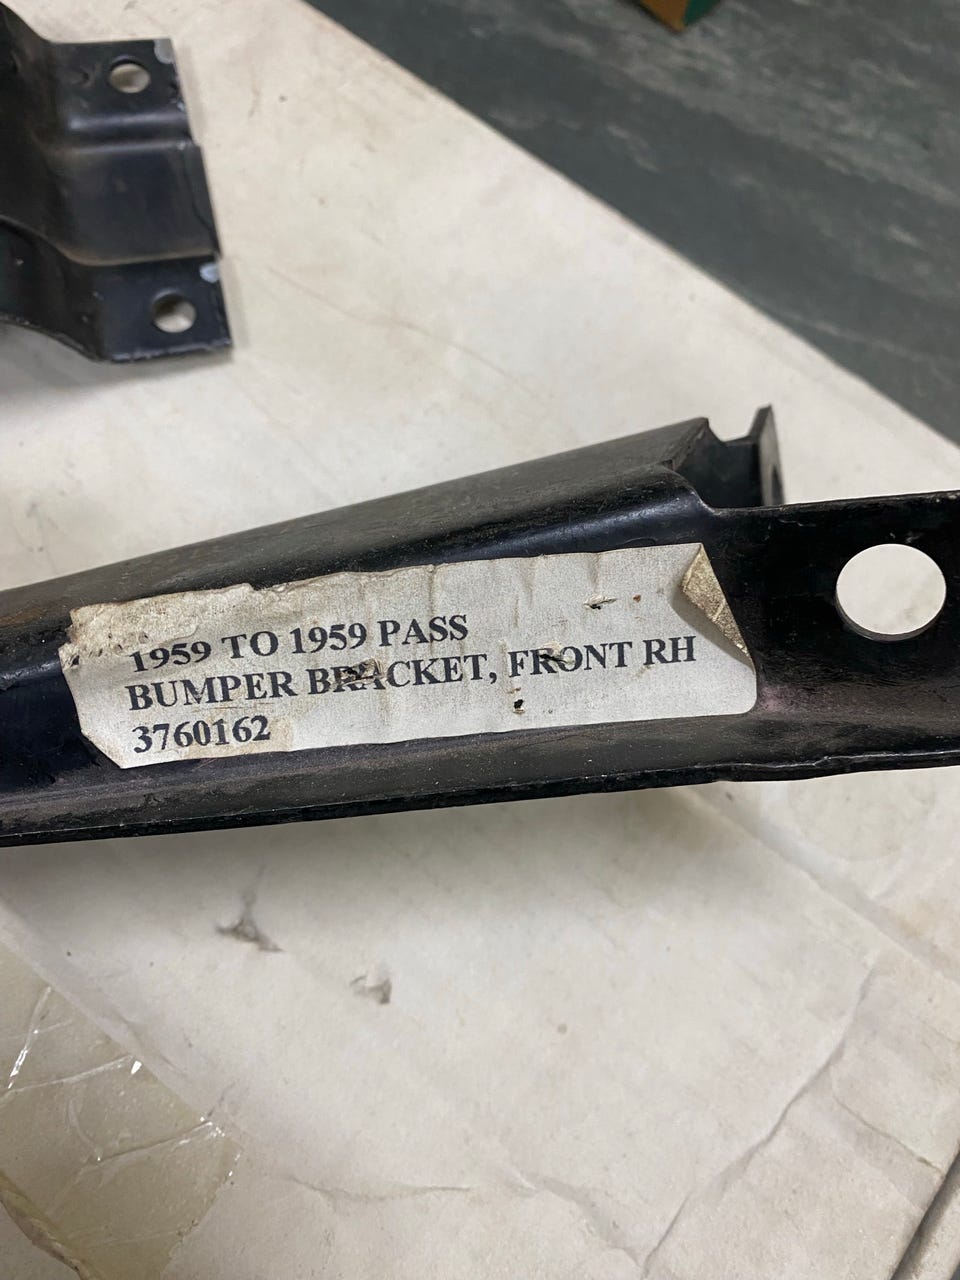 1959 TO 1959 PASS
BUMPER BRACKET, FRONT RH
3760162